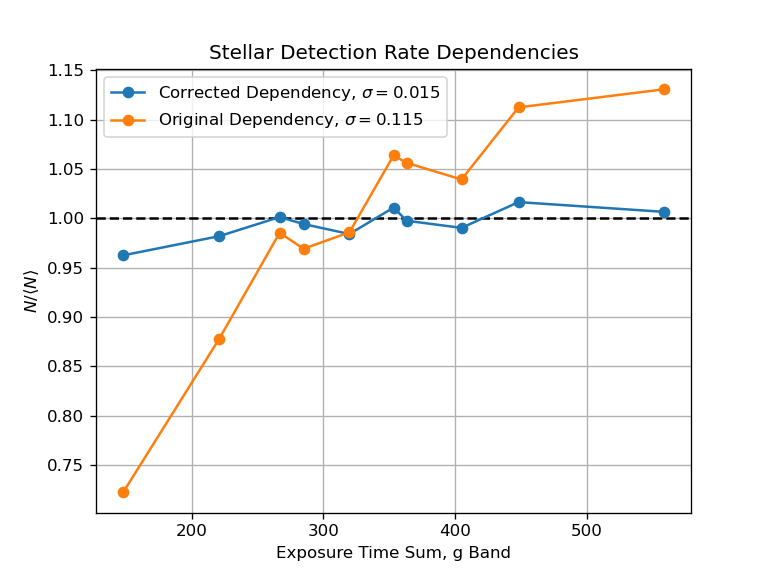 Stellar Detection Rate Dependencies
Corrected Dependency, σ = 0.015
Original Dependency, σ = 0.115
N/⟨N⟩
1.15
1.10
1.05
1.00
0.95
0.90
0.85
0.80
0.75
200
300
400
500
Exposure Time Sum, g Band